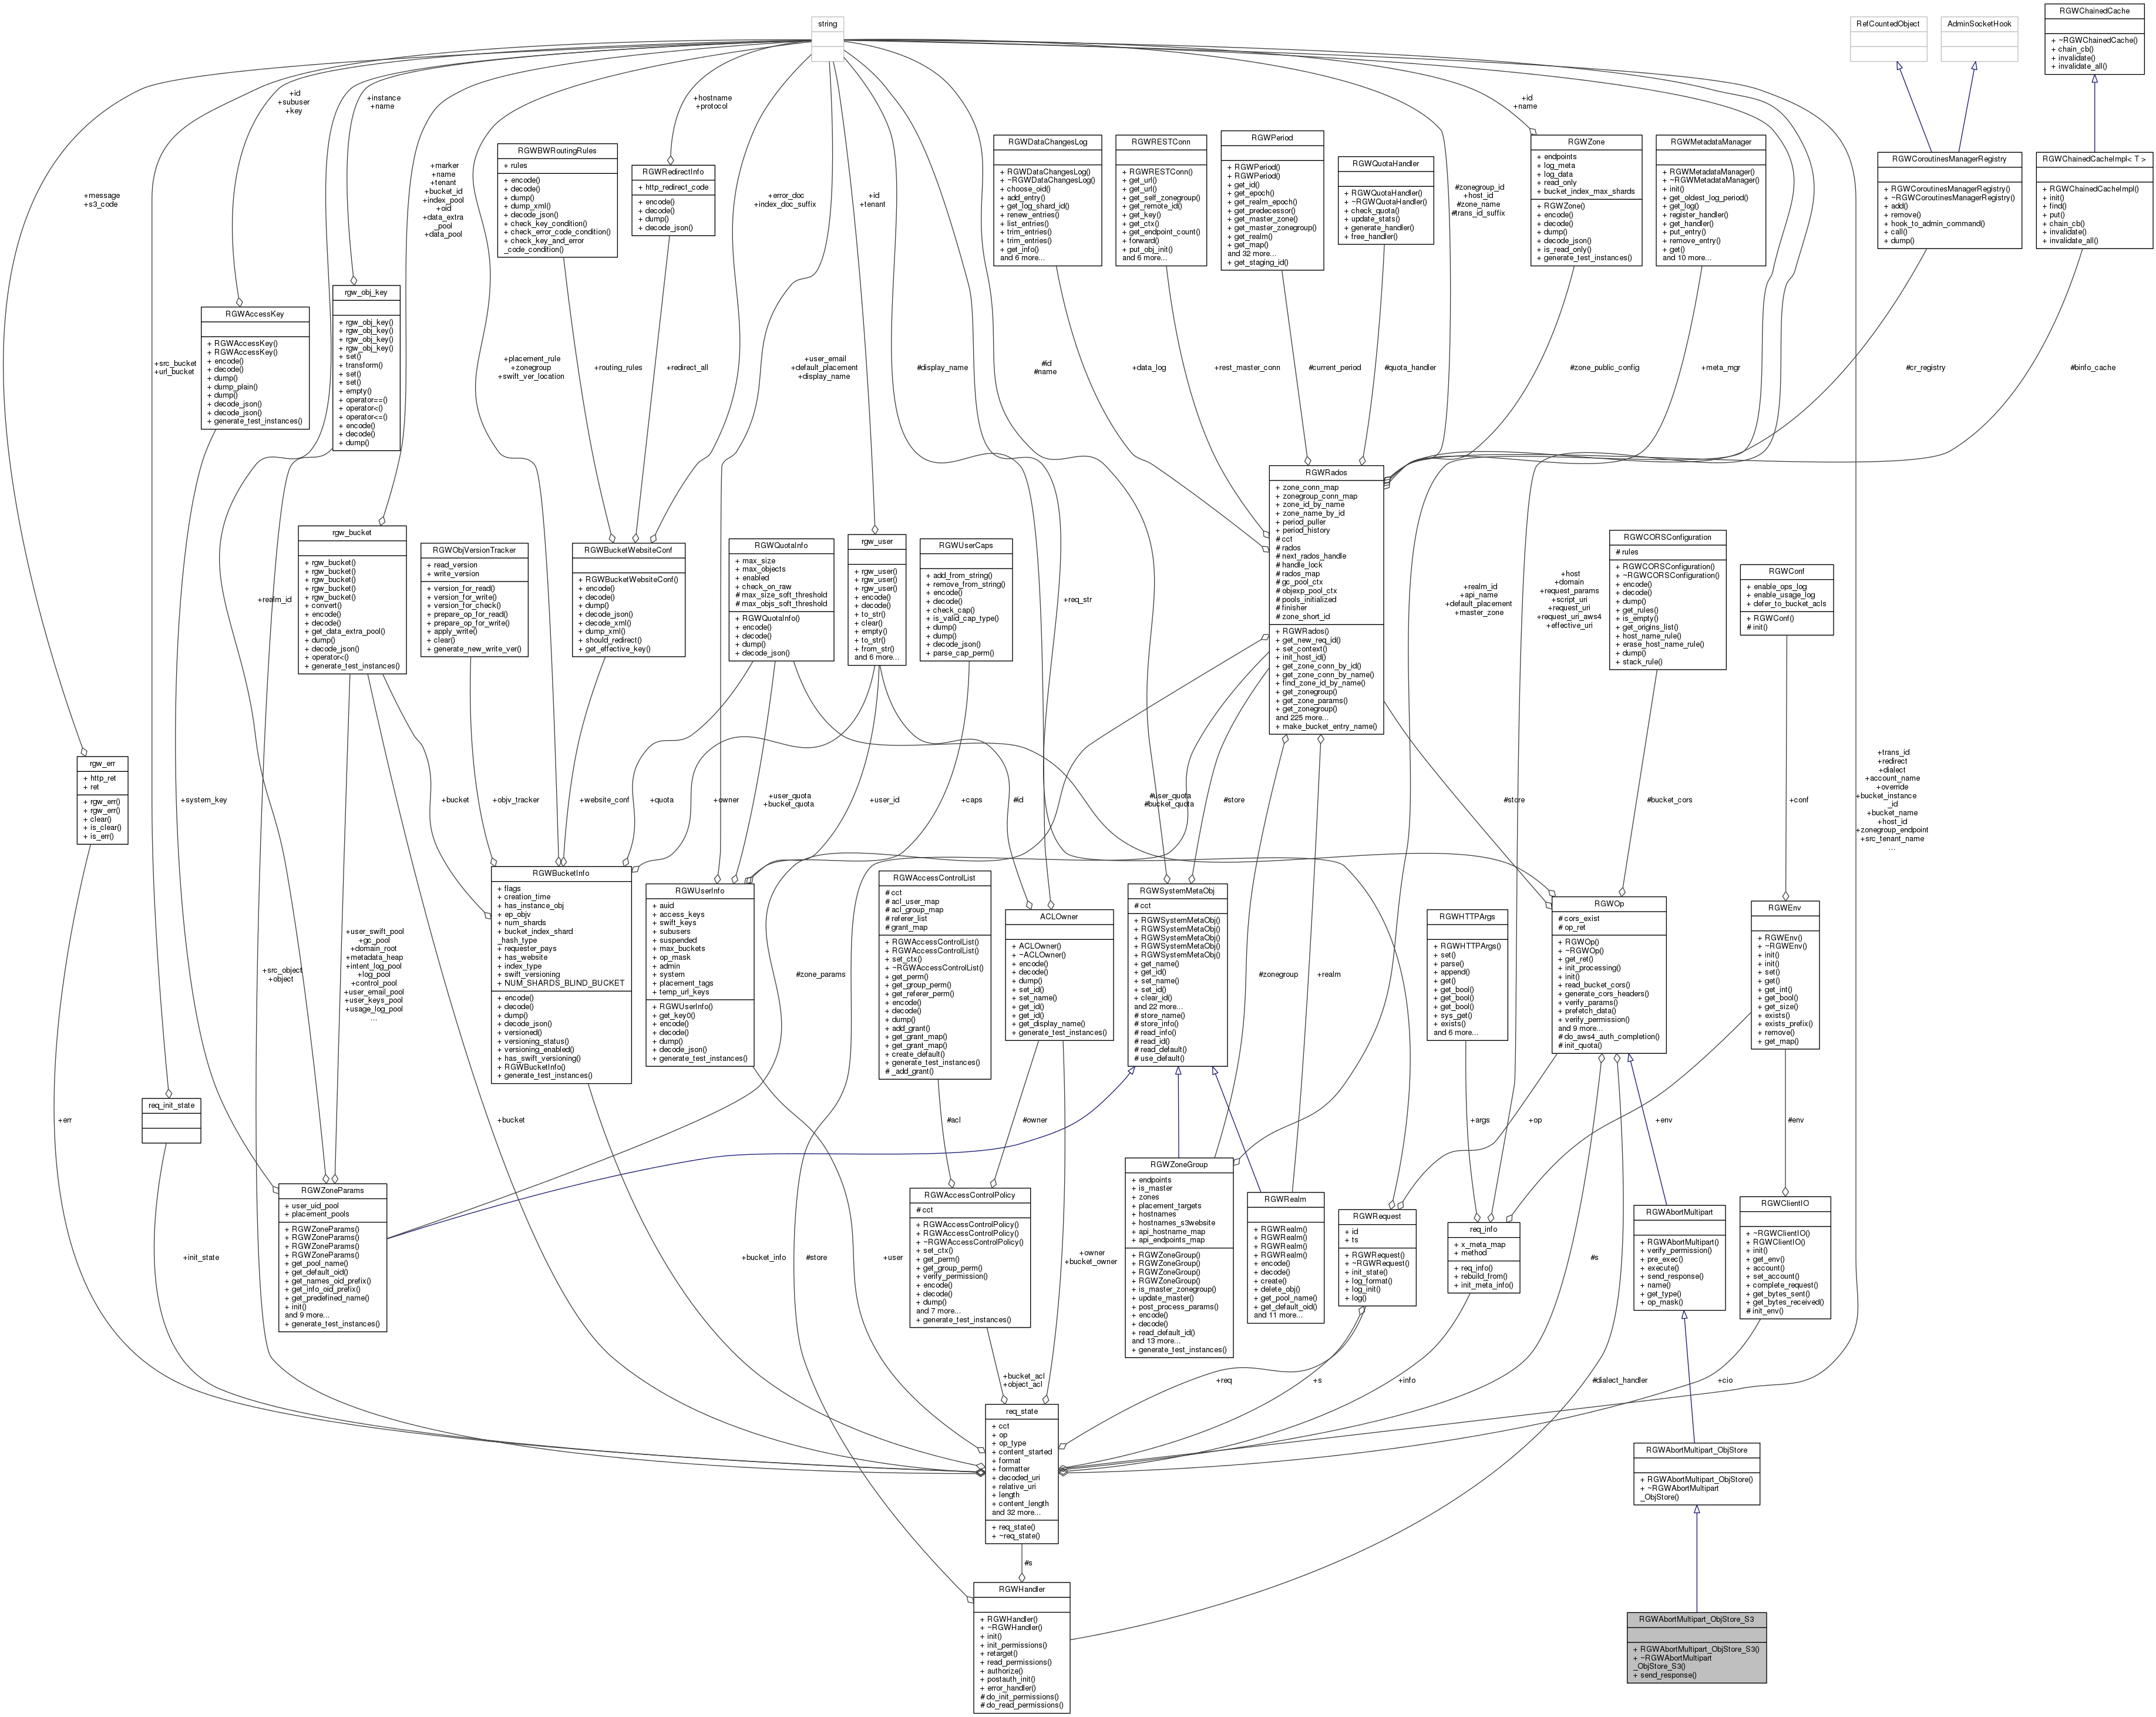 string
RefCountedObject
AdminSocketHook
RGWChainedCache
+ ~RGWChainedCache()
+ chain_cb()
+ invalidate()
+ invalidate_all()
+id
+subuser
+key
+instance
+name
+hostname
+protocol
+id
+name
+message
+s3_code
+marker
+name
+tenant
+bucket_id
+index_pool
+oid
+data_extra
_pool
+data_pool
RGWBWRoutingRules
+ rules
+ encode()
+ decode()
+ dump()
+ dump_xml()
+ decode_json()
+ check_key_condition()
+ check_error_code_condition()
+ check_key_and_error
_code_condition()
RGWRedirectInfo
+ http_redirect_code
+ encode()
+ decode()
+ dump()
+ decode_json()
+error_doc
+index_doc_suffix
+id
+tenant
RGWDataChangesLog
+ RGWDataChangesLog()
+ ~RGWDataChangesLog()
+ choose_oid()
+ add_entry()
+ get_log_shard_id()
+ renew_entries()
+ list_entries()
+ trim_entries()
+ trim_entries()
+ get_info()
and 6 more...
RGWRESTConn
+ RGWRESTConn()
+ get_url()
+ get_url()
+ get_self_zonegroup()
+ get_remote_id()
+ get_key()
+ get_ctx()
+ get_endpoint_count()
+ forward()
+ put_obj_init()
and 6 more...
RGWPeriod
+ RGWPeriod()
+ RGWPeriod()
+ get_id()
+ get_epoch()
+ get_realm_epoch()
+ get_predecessor()
+ get_master_zone()
+ get_master_zonegroup()
+ get_realm()
+ get_map()
and 32 more...
+ get_staging_id()
RGWQuotaHandler
+ RGWQuotaHandler()
+ ~RGWQuotaHandler()
+ check_quota()
+ update_stats()
+ generate_handler()
+ free_handler()
#zonegroup_id
#host_id
#zone_name
#trans_id_suffix
RGWZone
+ endpoints
+ log_meta
+ log_data
+ read_only
+ bucket_index_max_shards
+ RGWZone()
+ encode()
+ decode()
+ dump()
+ decode_json()
+ is_read_only()
+ generate_test_instances()
RGWMetadataManager
+ RGWMetadataManager()
+ ~RGWMetadataManager()
+ init()
+ get_oldest_log_period()
+ get_log()
+ register_handler()
+ get_handler()
+ put_entry()
+ remove_entry()
+ get()
and 10 more...
RGWCoroutinesManagerRegistry
+ RGWCoroutinesManagerRegistry()
+ ~RGWCoroutinesManagerRegistry()
+ add()
+ remove()
+ hook_to_admin_command()
+ call()
+ dump()
RGWChainedCacheImpl< T >
+ RGWChainedCacheImpl()
+ init()
+ find()
+ put()
+ chain_cb()
+ invalidate()
+ invalidate_all()
RGWAccessKey
+ RGWAccessKey()
+ RGWAccessKey()
+ encode()
+ decode()
+ dump()
+ dump_plain()
+ dump()
+ decode_json()
+ decode_json()
+ generate_test_instances()
rgw_obj_key
+ rgw_obj_key()
+ rgw_obj_key()
+ rgw_obj_key()
+ rgw_obj_key()
+ set()
+ transform()
+ set()
+ set()
+ empty()
+ operator==()
+ operator<()
+ operator<=()
+ encode()
+ decode()
+ dump()
+src_bucket
+url_bucket
+placement_rule
+zonegroup
+swift_ver_location
+routing_rules
+redirect_all
+user_email
+default_placement
+display_name
#display_name
#id
#name
+data_log
+rest_master_conn
#current_period
#quota_handler
#zone_public_config
+meta_mgr
#cr_registry
#binfo_cache
RGWRados
+ zone_conn_map
+ zonegroup_conn_map
+ zone_id_by_name
+ zone_name_by_id
+ period_puller
+ period_history
# cct
# rados
# next_rados_handle
# handle_lock
# rados_map
# gc_pool_ctx
# objexp_pool_ctx
# pools_initialized
# finisher
# zone_short_id
+ RGWRados()
+ get_new_req_id()
+ set_context()
+ init_host_id()
+ get_zone_conn_by_id()
+ get_zone_conn_by_name()
+ find_zone_id_by_name()
+ get_zonegroup()
+ get_zone_params()
+ get_zonegroup()
and 225 more...
+ make_bucket_entry_name()
rgw_bucket
+ rgw_bucket()
+ rgw_bucket()
+ rgw_bucket()
+ rgw_bucket()
+ rgw_bucket()
+ convert()
+ encode()
+ decode()
+ get_data_extra_pool()
+ dump()
+ decode_json()
+ operator<()
+ generate_test_instances()
RGWObjVersionTracker
+ read_version
+ write_version
+ version_for_read()
+ version_for_write()
+ version_for_check()
+ prepare_op_for_read()
+ prepare_op_for_write()
+ apply_write()
+ clear()
+ generate_new_write_ver()
RGWBucketWebsiteConf
+ RGWBucketWebsiteConf()
+ encode()
+ decode()
+ dump()
+ decode_json()
+ decode_xml()
+ dump_xml()
+ should_redirect()
+ get_effective_key()
RGWQuotaInfo
+ max_size
+ max_objects
+ enabled
+ check_on_raw
# max_size_soft_threshold
# max_objs_soft_threshold
+ RGWQuotaInfo()
+ encode()
+ decode()
+ dump()
+ decode_json()
rgw_user
+ rgw_user()
+ rgw_user()
+ rgw_user()
+ encode()
+ decode()
+ to_str()
+ clear()
+ empty()
+ to_str()
+ from_str()
and 6 more...
RGWUserCaps
+ add_from_string()
+ remove_from_string()
+ encode()
+ decode()
+ check_cap()
+ is_valid_cap_type()
+ dump()
+ dump()
+ decode_json()
+ parse_cap_perm()
+realm_id
+req_str
+realm_id
+api_name
+default_placement
+master_zone
+host
+domain
+request_params
+script_uri
+request_uri
+request_uri_aws4
+effective_uri
RGWCORSConfiguration
# rules
+ RGWCORSConfiguration()
+ ~RGWCORSConfiguration()
+ encode()
+ decode()
+ dump()
+ get_rules()
+ is_empty()
+ get_origins_list()
+ host_name_rule()
+ erase_host_name_rule()
+ dump()
+ stack_rule()
RGWConf
+ enable_ops_log
+ enable_usage_log
+ defer_to_bucket_acls
+ RGWConf()
# init()
rgw_err
+ http_ret
+ ret
+ rgw_err()
+ rgw_err()
+ clear()
+ is_clear()
+ is_err()
+system_key
+bucket
+objv_tracker
+website_conf
+quota
+owner
+user_quota
+bucket_quota
+user_id
+caps
#id
#user_quota
#bucket_quota
#store
#store
#bucket_cors
+conf
+trans_id
+redirect
+dialect
+account_name
+override
+bucket_instance
_id
+bucket_name
+host_id
+zonegroup_endpoint
+src_tenant_name
...
RGWBucketInfo
+ flags
+ creation_time
+ has_instance_obj
+ ep_objv
+ num_shards
+ bucket_index_shard
_hash_type
+ requester_pays
+ has_website
+ index_type
+ swift_versioning
+ NUM_SHARDS_BLIND_BUCKET
+ encode()
+ decode()
+ dump()
+ decode_json()
+ versioned()
+ versioning_status()
+ versioning_enabled()
+ has_swift_versioning()
+ RGWBucketInfo()
+ generate_test_instances()
RGWUserInfo
+ auid
+ access_keys
+ swift_keys
+ subusers
+ suspended
+ max_buckets
+ op_mask
+ admin
+ system
+ placement_tags
+ temp_url_keys
+ RGWUserInfo()
+ get_key0()
+ encode()
+ decode()
+ dump()
+ decode_json()
+ generate_test_instances()
RGWAccessControlList
# cct
# acl_user_map
# acl_group_map
# referer_list
# grant_map
+ RGWAccessControlList()
+ RGWAccessControlList()
+ set_ctx()
+ ~RGWAccessControlList()
+ get_perm()
+ get_group_perm()
+ get_referer_perm()
+ encode()
+ decode()
+ dump()
+ add_grant()
+ get_grant_map()
+ get_grant_map()
+ create_default()
+ generate_test_instances()
# _add_grant()
ACLOwner
+ ACLOwner()
+ ~ACLOwner()
+ encode()
+ decode()
+ dump()
+ set_id()
+ set_name()
+ get_id()
+ get_id()
+ get_display_name()
+ generate_test_instances()
RGWSystemMetaObj
# cct
+ RGWSystemMetaObj()
+ RGWSystemMetaObj()
+ RGWSystemMetaObj()
+ RGWSystemMetaObj()
+ RGWSystemMetaObj()
+ get_name()
+ get_id()
+ set_name()
+ set_id()
+ clear_id()
and 22 more...
# store_name()
# store_info()
# read_info()
# read_id()
# read_default()
# use_default()
RGWHTTPArgs
+ RGWHTTPArgs()
+ set()
+ parse()
+ append()
+ get()
+ get_bool()
+ get_bool()
+ get_bool()
+ sys_get()
+ exists()
and 6 more...
RGWOp
# cors_exist
# op_ret
+ RGWOp()
+ ~RGWOp()
+ get_ret()
+ init_processing()
+ init()
+ read_bucket_cors()
+ generate_cors_headers()
+ verify_params()
+ prefetch_data()
+ verify_permission()
and 9 more...
# do_aws4_auth_completion()
# init_quota()
RGWEnv
+ RGWEnv()
+ ~RGWEnv()
+ init()
+ init()
+ set()
+ get()
+ get_int()
+ get_bool()
+ get_size()
+ exists()
+ exists_prefix()
+ remove()
+ get_map()
+user_swift_pool
+gc_pool
+domain_root
+metadata_heap
+intent_log_pool
+log_pool
+control_pool
+user_email_pool
+user_keys_pool
+usage_log_pool
...
+src_object
+object
#zone_params
#zonegroup
+realm
req_init_state
+err
+bucket
#acl
#owner
+args
+op
+env
#env
RGWZoneParams
+ user_uid_pool
+ placement_pools
+ RGWZoneParams()
+ RGWZoneParams()
+ RGWZoneParams()
+ RGWZoneParams()
+ get_pool_name()
+ get_default_oid()
+ get_names_oid_prefix()
+ get_info_oid_prefix()
+ get_predefined_name()
+ init()
and 9 more...
+ generate_test_instances()
RGWAccessControlPolicy
# cct
+ RGWAccessControlPolicy()
+ RGWAccessControlPolicy()
+ ~RGWAccessControlPolicy()
+ set_ctx()
+ get_perm()
+ get_group_perm()
+ verify_permission()
+ encode()
+ decode()
+ dump()
and 7 more...
+ generate_test_instances()
RGWZoneGroup
+ endpoints
+ is_master
+ zones
+ placement_targets
+ hostnames
+ hostnames_s3website
+ api_hostname_map
+ api_endpoints_map
+ RGWZoneGroup()
+ RGWZoneGroup()
+ RGWZoneGroup()
+ RGWZoneGroup()
+ is_master_zonegroup()
+ update_master()
+ post_process_params()
+ encode()
+ decode()
+ read_default_id()
and 13 more...
+ generate_test_instances()
RGWRealm
+ RGWRealm()
+ RGWRealm()
+ RGWRealm()
+ RGWRealm()
+ encode()
+ decode()
+ create()
+ delete_obj()
+ get_pool_name()
+ get_default_oid()
and 11 more...
RGWRequest
+ id
+ ts
+ RGWRequest()
+ ~RGWRequest()
+ init_state()
+ log_format()
+ log_init()
+ log()
req_info
+ x_meta_map
+ method
+ req_info()
+ rebuild_from()
+ init_meta_info()
RGWAbortMultipart
+ RGWAbortMultipart()
+ verify_permission()
+ pre_exec()
+ execute()
+ send_response()
+ name()
+ get_type()
+ op_mask()
RGWClientIO
+ ~RGWClientIO()
+ RGWClientIO()
+ init()
+ get_env()
+ account()
+ set_account()
+ complete_request()
+ get_bytes_sent()
+ get_bytes_received()
# init_env()
+init_state
+bucket_info
#store
+user
+owner
+bucket_owner
#s
+bucket_acl
+object_acl
+req
+s
+info
#dialect_handler
+cio
req_state
+ cct
+ op
+ op_type
+ content_started
+ format
+ formatter
+ decoded_uri
+ relative_uri
+ length
+ content_length
and 32 more...
+ req_state()
+ ~req_state()
RGWAbortMultipart_ObjStore
+ RGWAbortMultipart_ObjStore()
+ ~RGWAbortMultipart
_ObjStore()
#s
RGWHandler
+ RGWHandler()
+ ~RGWHandler()
+ init()
+ init_permissions()
+ retarget()
+ read_permissions()
+ authorize()
+ postauth_init()
+ error_handler()
# do_init_permissions()
# do_read_permissions()
RGWAbortMultipart_ObjStore_S3
+ RGWAbortMultipart_ObjStore_S3()
+ ~RGWAbortMultipart
_ObjStore_S3()
+ send_response()